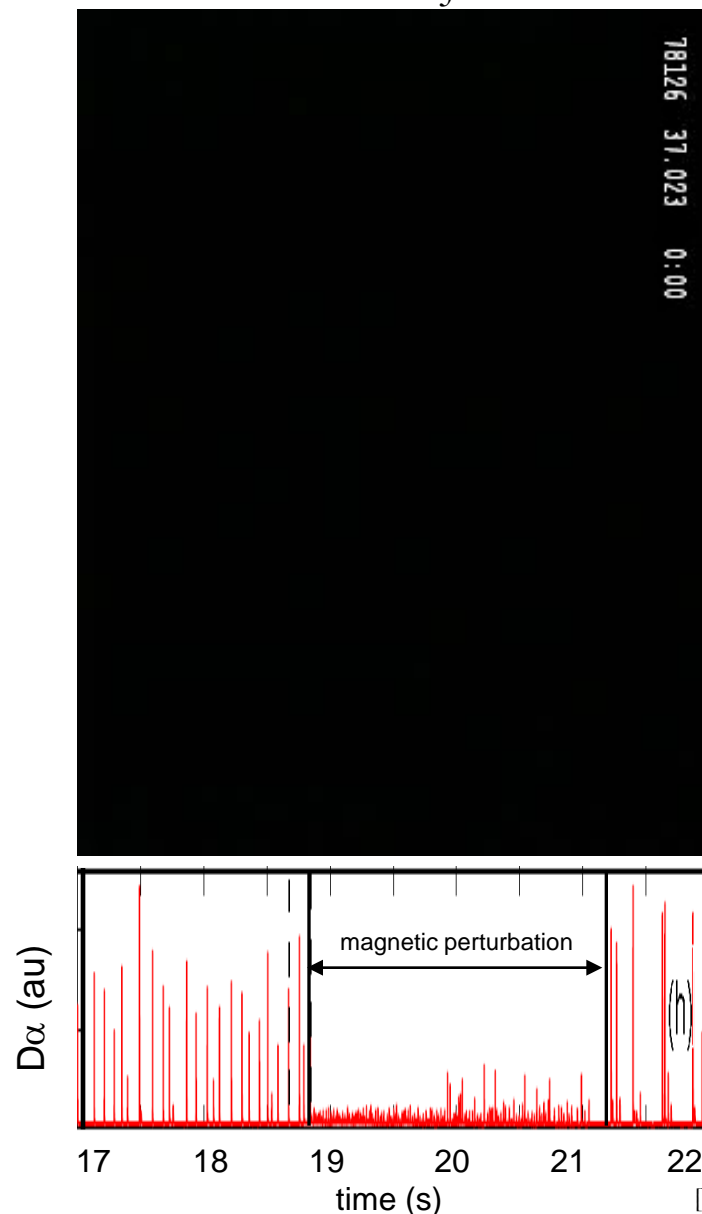 78126 37.023 0:00
magnetic perturbation
(h)
Dα (au)
17 18 19 20 21 22
time (s)
[